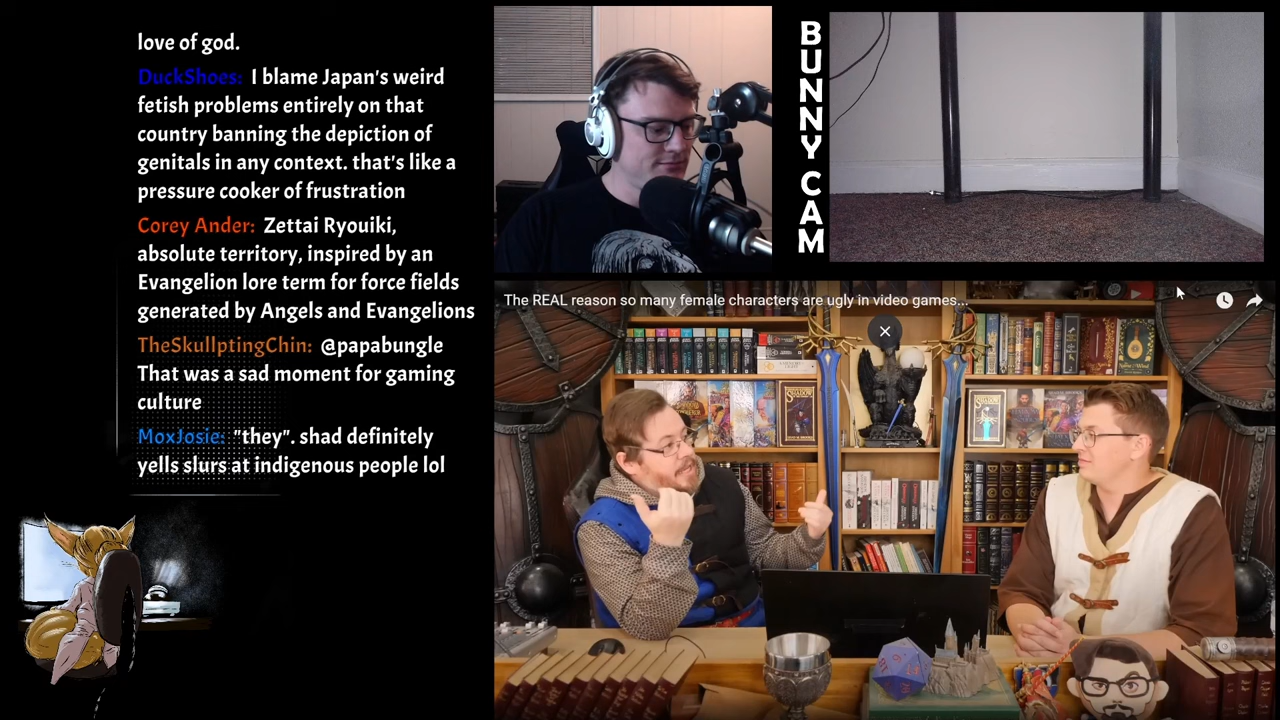 love of god.
DuckShoes: I blame Japan's weird
fetish problems entirely on that
country banning the depiction of
genitals in any context. that's like a
pressure cooker of frustration
Corey Ander: Zettai Ryouiki,
absolute territory, inspired by an
Evangelion lore term for force fields
generated by Angels and Evangelions
TheSkullptingChin: @papabungle
That was a sad moment for gaming
culture
MoxJosie: "they". shad definitely
yells slurs at indigenous people lol
BUNNY CAM
The REAL reason so many female characters are ugly in video games...
SHADOW